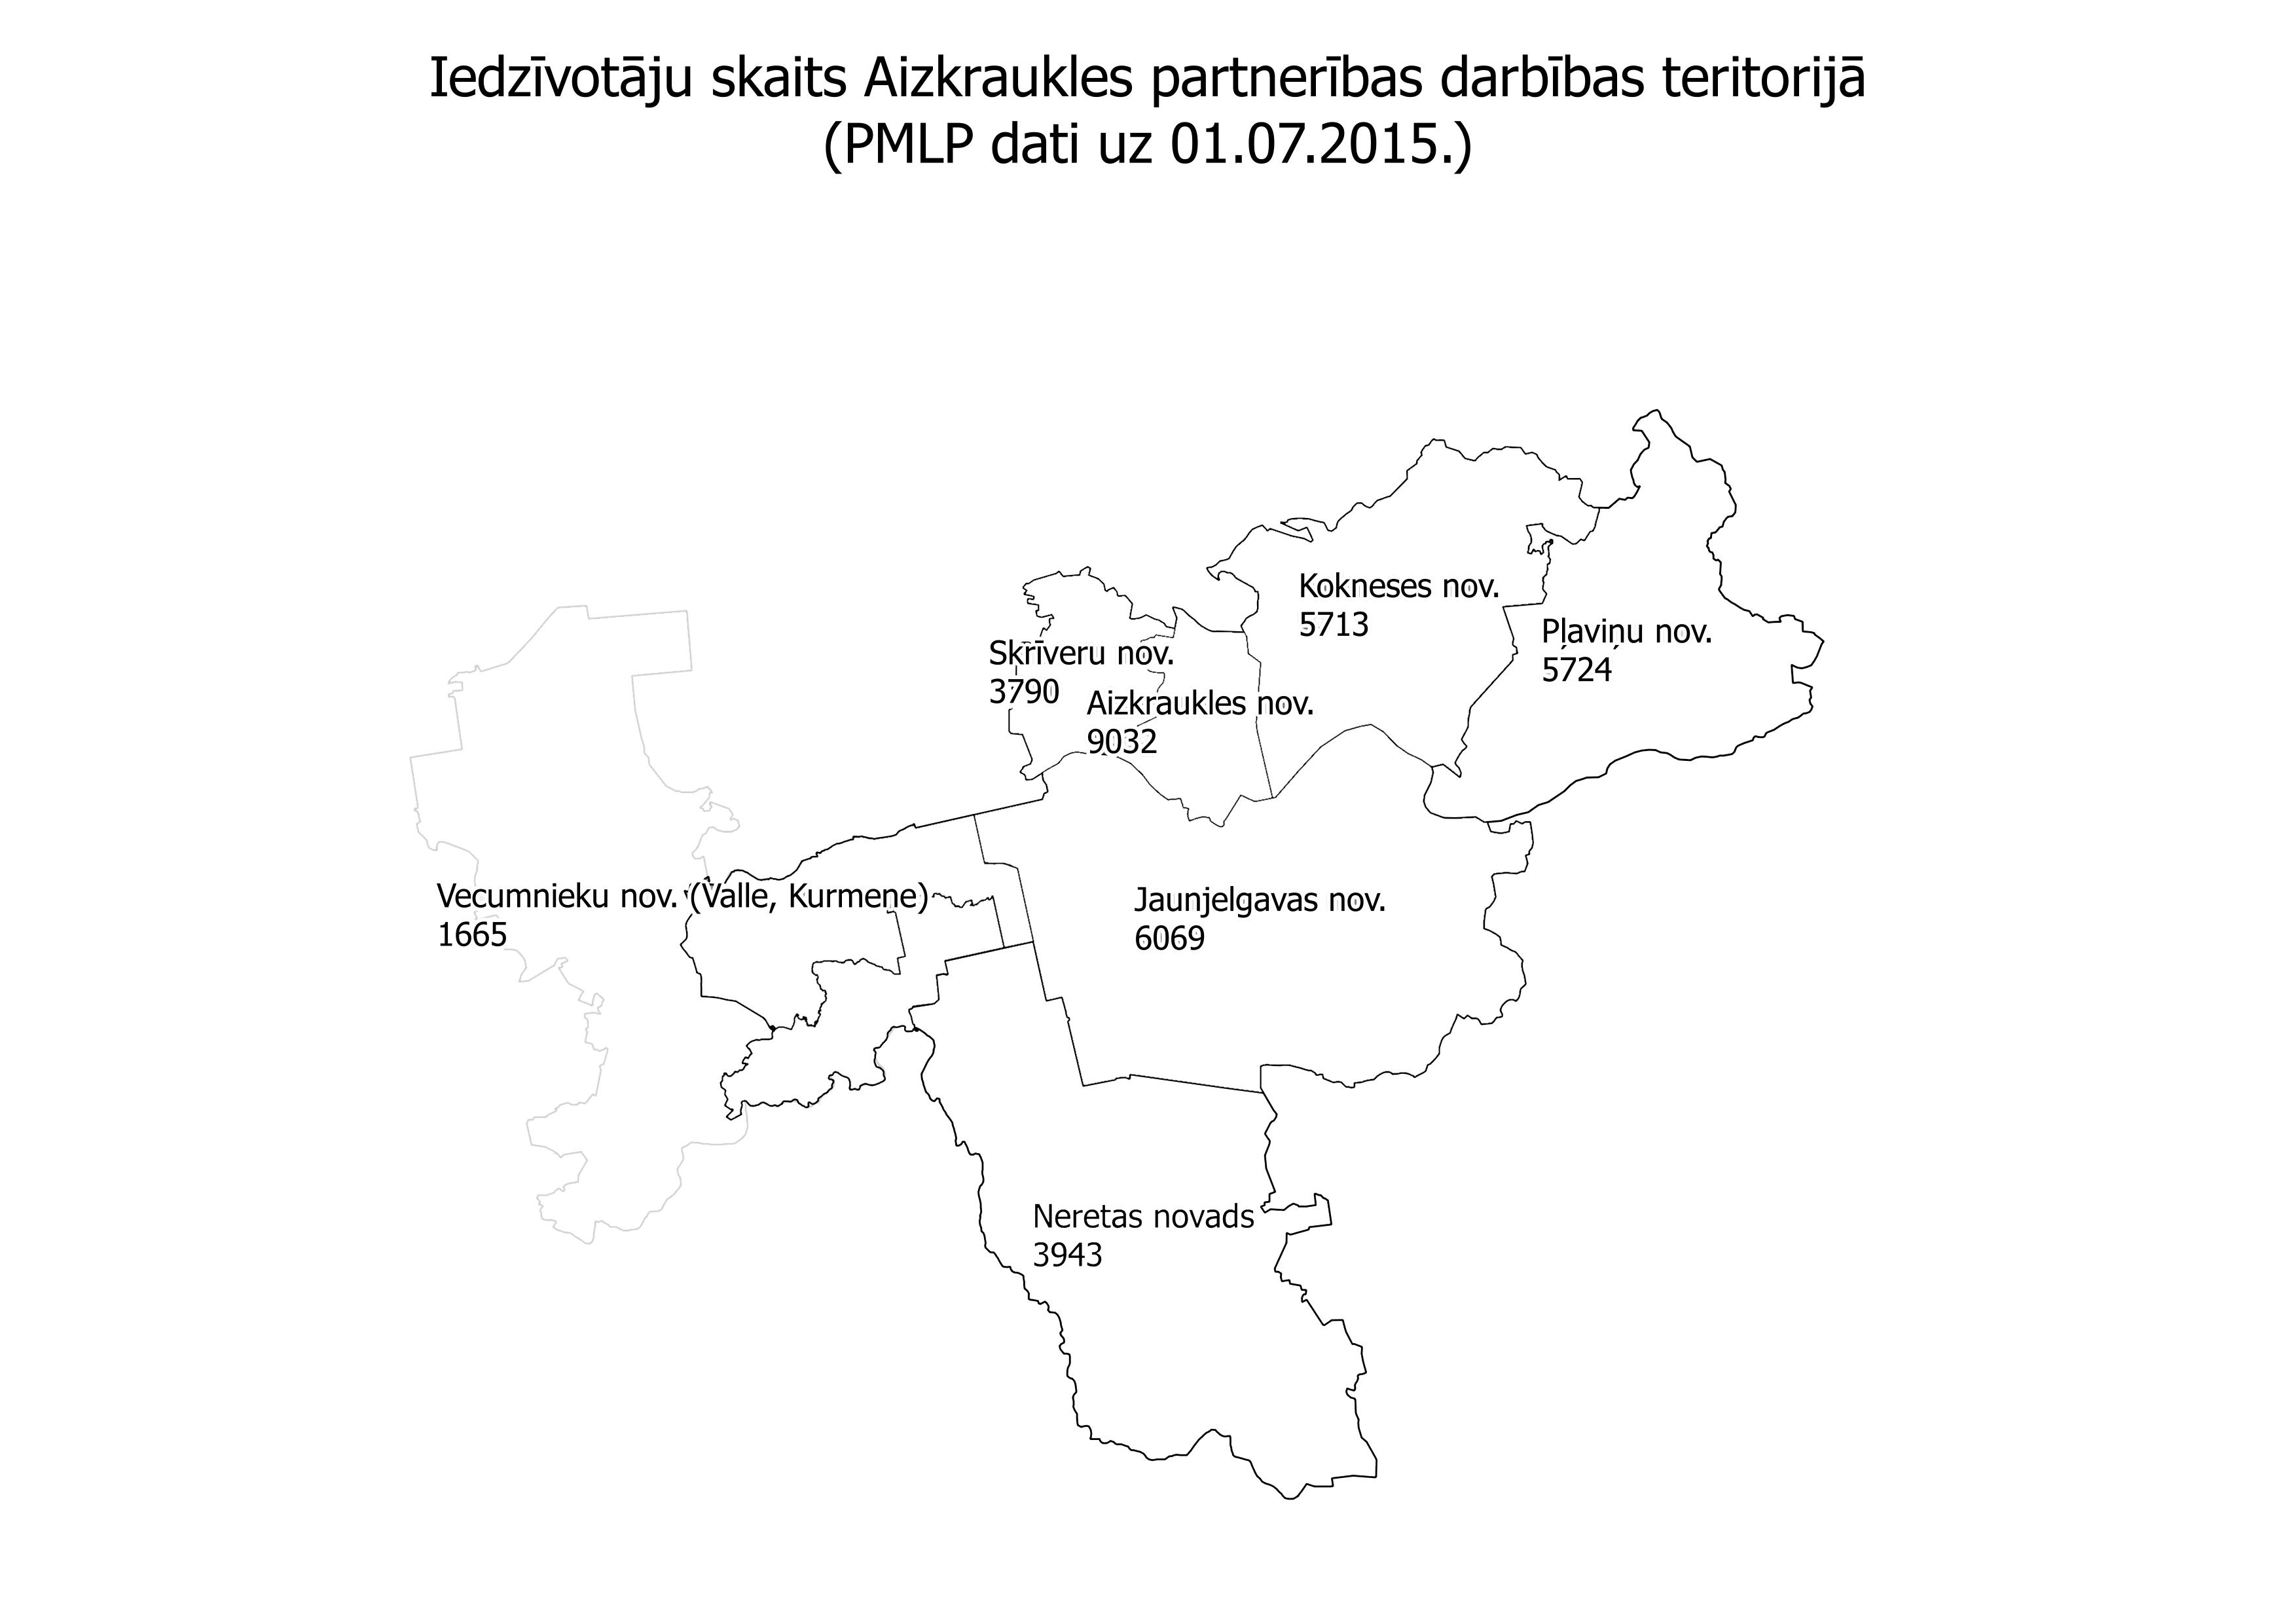 Iedzīvotāju skaits Aizkraukles partnerības darbības teritorijā
(PMLP dati uz 01.07.2015.)
Kokneses nov.
5713
Pļaviņu nov.
5724
Skrīveru nov.
3790
Aizkraukles nov.
9032
Vecumnieku nov. (Valle, Kurmene)
1665
Jaunjelgavas nov.
6069
Neretas novads
3943